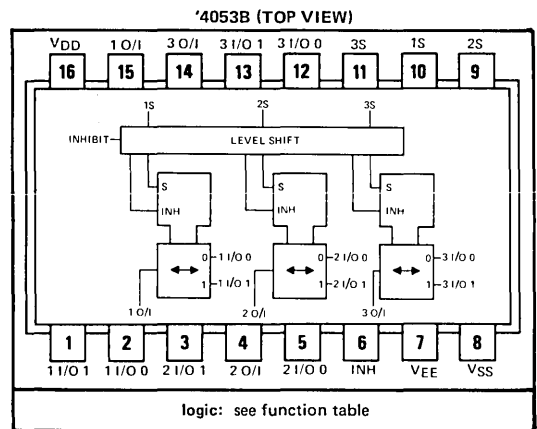 '4053B (TOP VIEW)
VDD 1 O/I 3 O/I 3 I/O 1 3 I/O 0 3S 1S 2S
16 15 14 13 12 11 10 9
1S 2S 3S
INHIBIT LEVEL SHIFT
S S S
INH INH INH
0 1 I/O 0 0 2 I/O 0 0 3 I/O 0
1 1 I/O 1 1 2 I/O 1 1 3 I/O 1
1 O/I 2 O/I 3 O/I
1 2 3 4 5 6 7 8
1 I/O 1 1 I/O 0 2 I/O 1 2 O/I 2 I/O 0 INH VEE VSS
logic: see function table